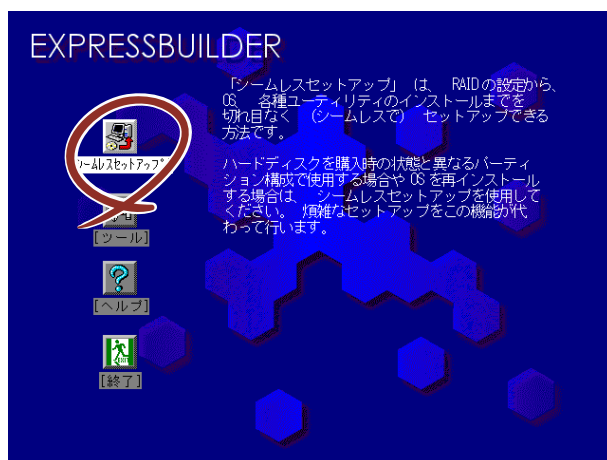 EXPRESSBUILDER
「シームレスセットアップ」 は、 RAIDの設定から、
OS、 各種ユーティリティのインストールまでを
切れ目なく (シームレスで) セットアップできる
方法です。
ハードディスクを購入時の状態と異なるパーティ
ション構成で使用する場合や OSを再インストール
する場合は、 シームレスセットアップを使用して
ください。 煩雑なセットアップをこの機能が代
わって行います。
シームレスセットアップ
[ツール]
[ヘルプ]
EXIT
[終了]